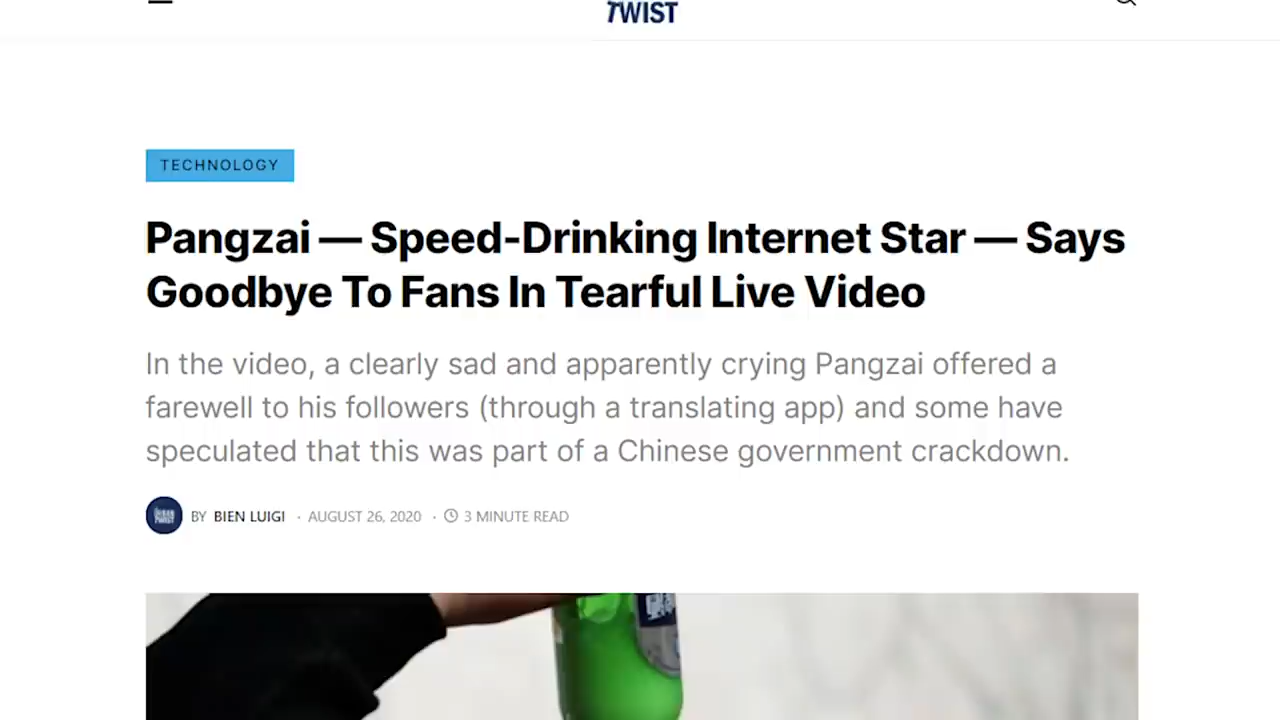 TWIST
TECHNOLOGY
Pangzai — Speed-Drinking Internet Star — Says
Goodbye To Fans In Tearful Live Video
In the video, a clearly sad and apparently crying Pangzai offered a
farewell to his followers (through a translating app) and some have
speculated that this was part of a Chinese government crackdown.
BY BIEN LUIGI · AUGUST 26, 2020 · 3 MINUTE READ